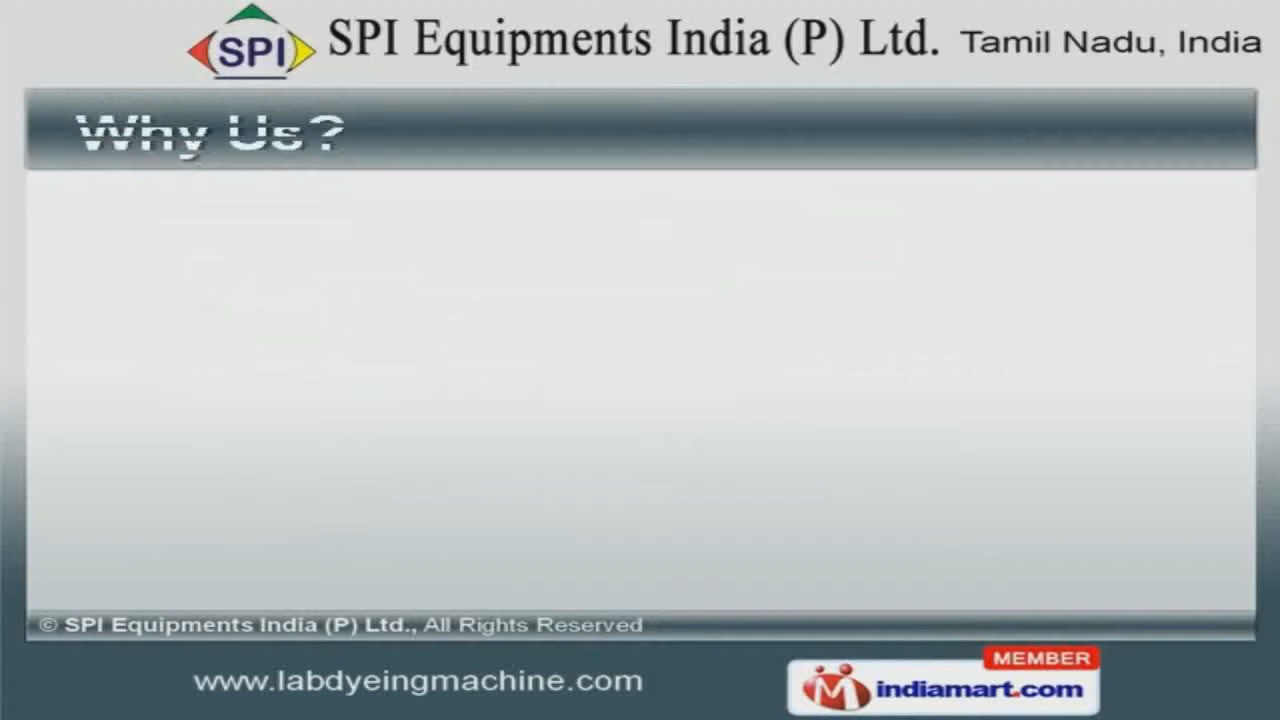 SPI
SPI Equipments India (P) Ltd. Tamil Nadu, India
Why Us?
© SPI Equipments India (P) Ltd., All Rights Reserved
www.labdyeingmachine.com
MEMBER
indiamart.com